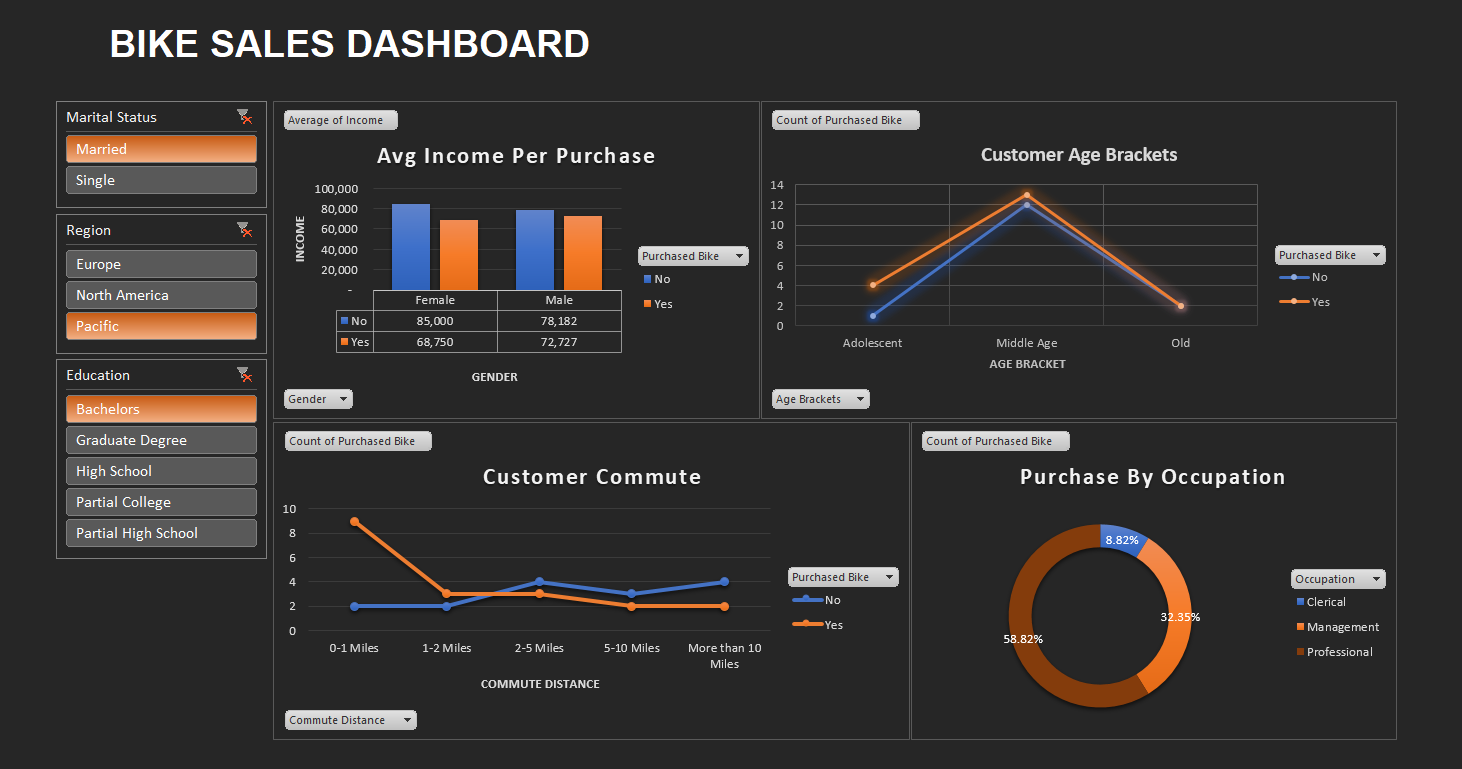 BIKE SALES DASHBOARD
Marital Status
Married
Single
Region
Europe
North America
Pacific
Education
Bachelors
Graduate Degree
High School
Partial College
Partial High School
Average of Income
Avg Income Per Purchase
INCOME
100,000
80,000
60,000
40,000
20,000
-
Female Male
No 85,000 78,182
Yes 68,750 72,727
GENDER
Purchased Bike
No
Yes
Gender
Count of Purchased Bike
Customer Age Brackets
14
12
10
8
6
4
2
0
Adolescent Middle Age Old
AGE BRACKET
Purchased Bike
No
Yes
Age Brackets
Count of Purchased Bike
Customer Commute
10
8
6
4
2
0
0-1 Miles 1-2 Miles 2-5 Miles 5-10 Miles More than 10
Miles
COMMUTE DISTANCE
Purchased Bike
No
Yes
Commute Distance
Count of Purchased Bike
Purchase By Occupation
8.82%
32.35%
58.82%
Occupation
Clerical
Management
Professional